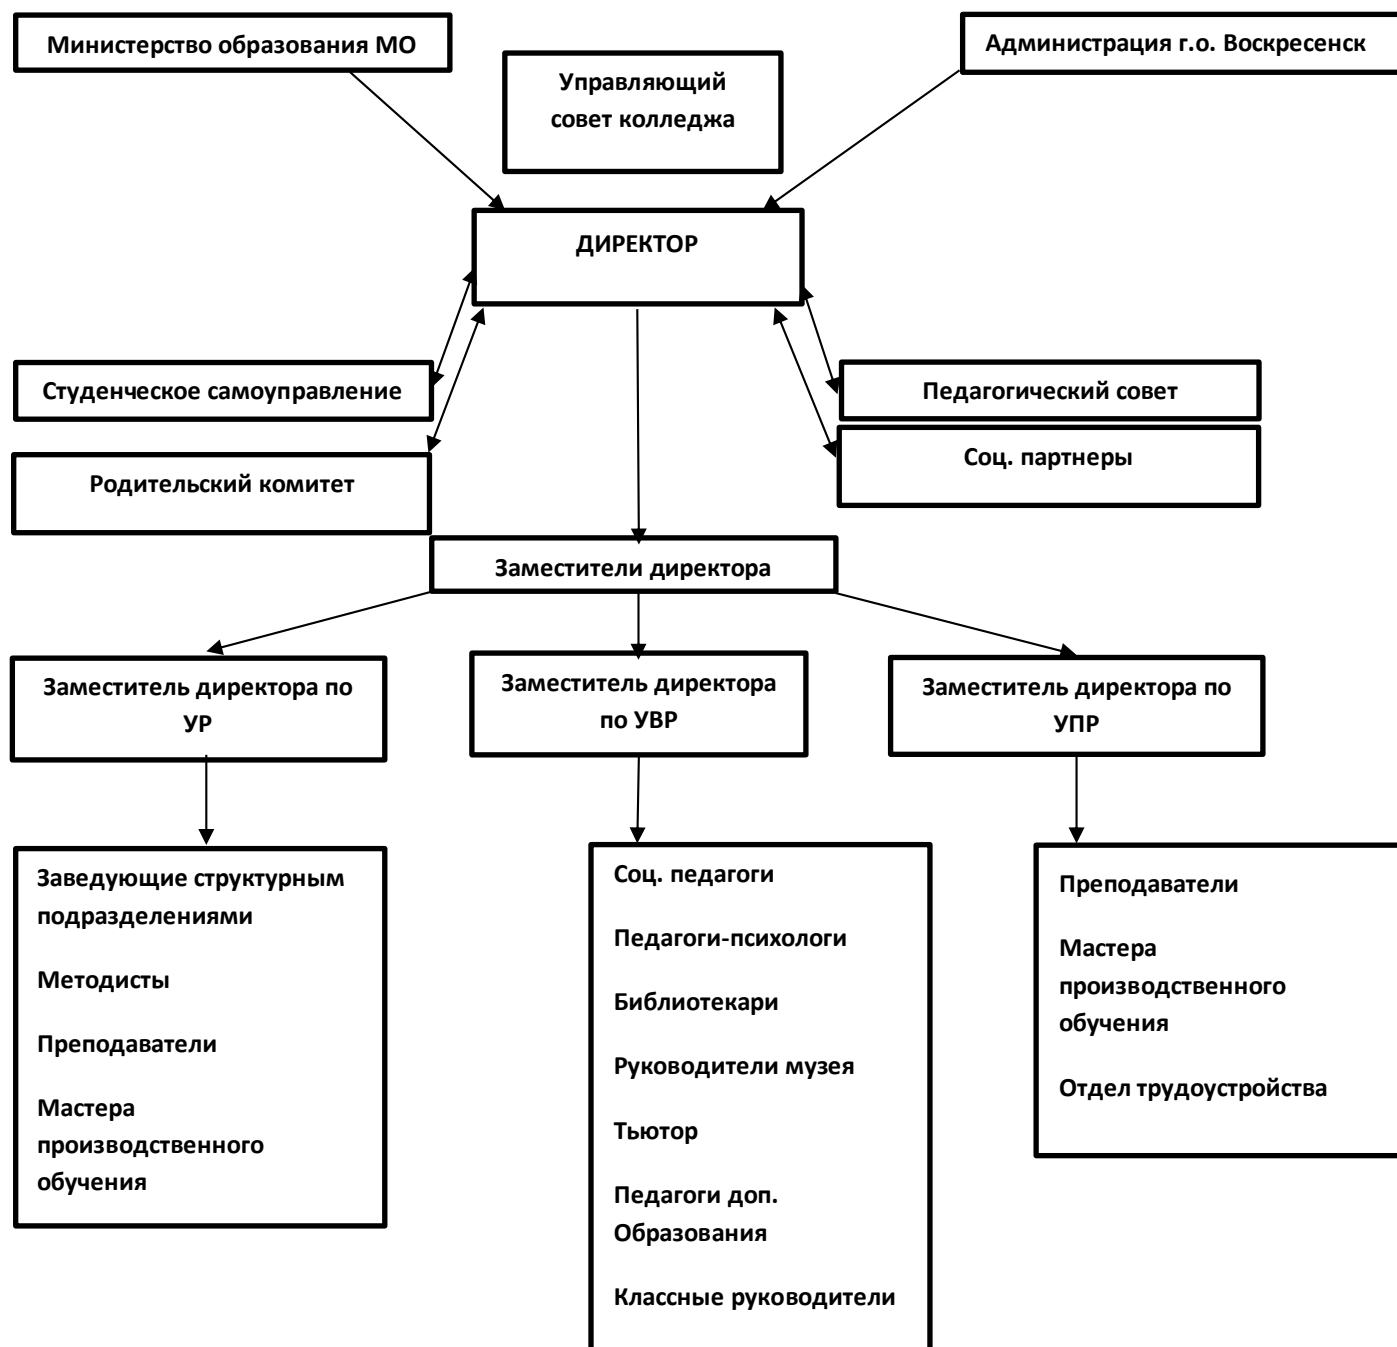 Министерство образования МО
Администрация г.о. Воскресенск
Управляющий
совет колледжа
ДИРЕКТОР
Студенческое самоуправление
Педагогический совет
Родительский комитет
Соц. партнеры
Заместители директора
Заместитель директора по
УР
Заместитель директора
по УВР
Заместитель директора по
УПР
Заведующие структурным
подразделениями
Методисты
Преподаватели
Мастера
производственного
обучения
Соц. педагоги
Педагоги-психологи
Библиотекари
Руководители музея
Тьютор
Педагоги доп.
Образования
Классные руководители
Преподаватели
Мастера
производственного
обучения
Отдел трудоустройства